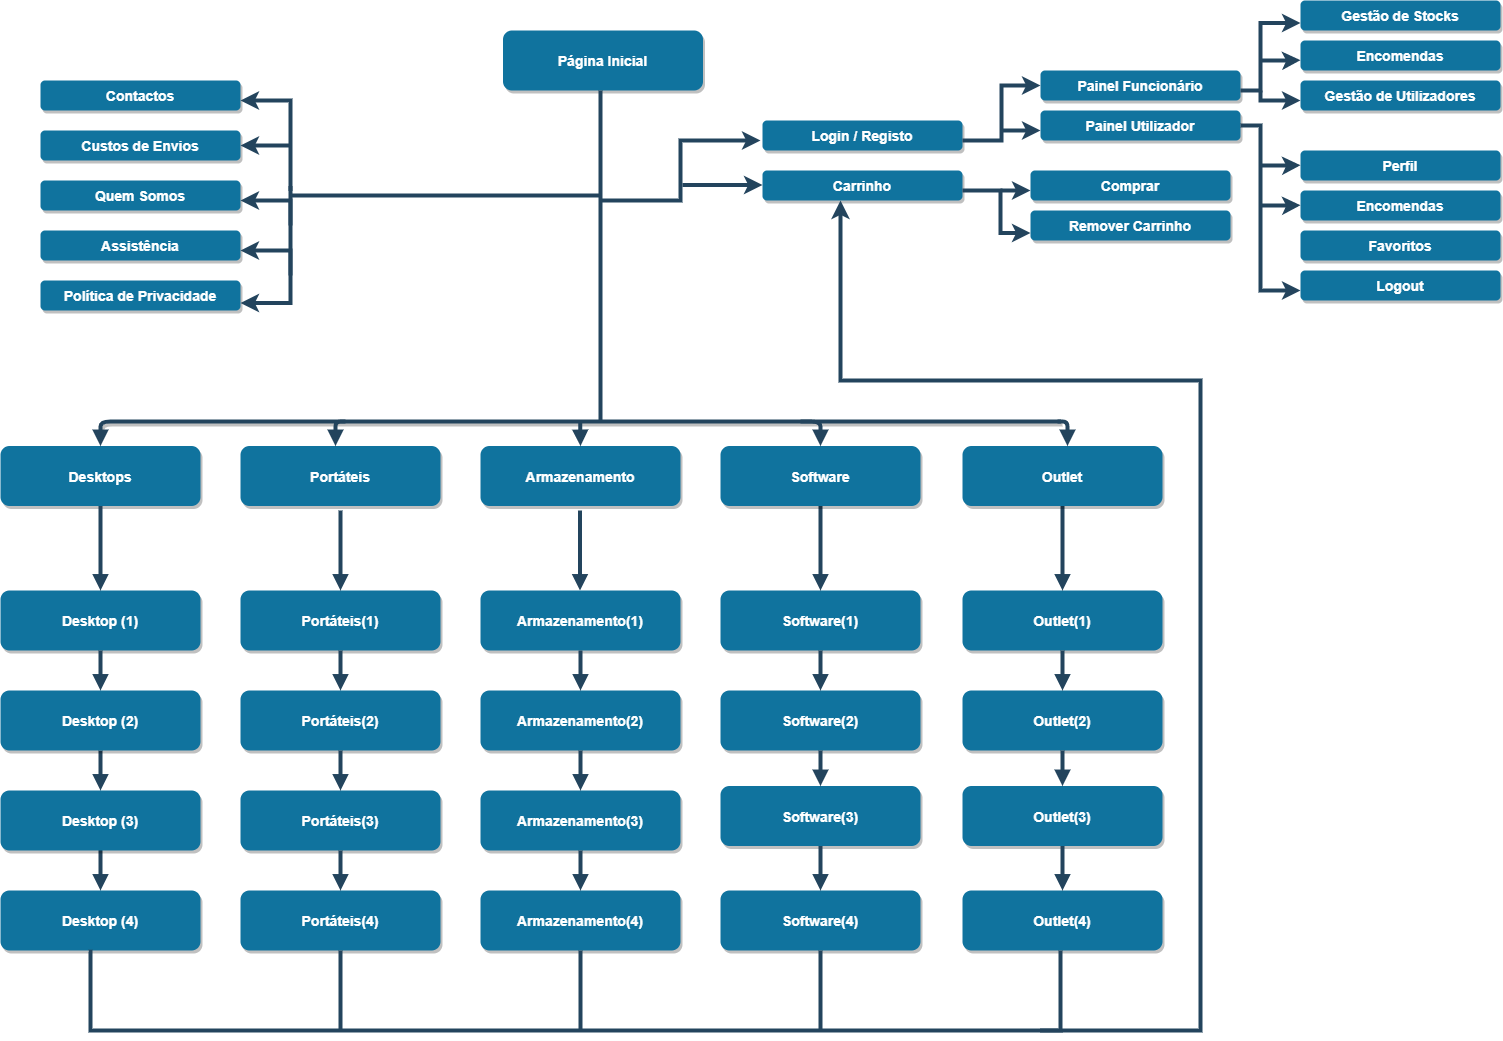 Página Inicial
Contactos
Custos de Envios
Quem Somos
Assistência
Política de Privacidade
Login / Registo
Carrinho
Painel Funcionário
Painel Utilizador
Comprar
Remover Carrinho
Gestão de Stocks
Encomendas
Gestão de Utilizadores
Perfil
Encomendas
Favoritos
Logout
Desktops
Portáteis
Armazenamento
Software
Outlet
Desktop (1)
Portáteis(1)
Armazenamento(1)
Software(1)
Outlet(1)
Desktop (2)
Portáteis(2)
Armazenamento(2)
Software(2)
Outlet(2)
Desktop (3)
Portáteis(3)
Armazenamento(3)
Software(3)
Outlet(3)
Desktop (4)
Portáteis(4)
Armazenamento(4)
Software(4)
Outlet(4)